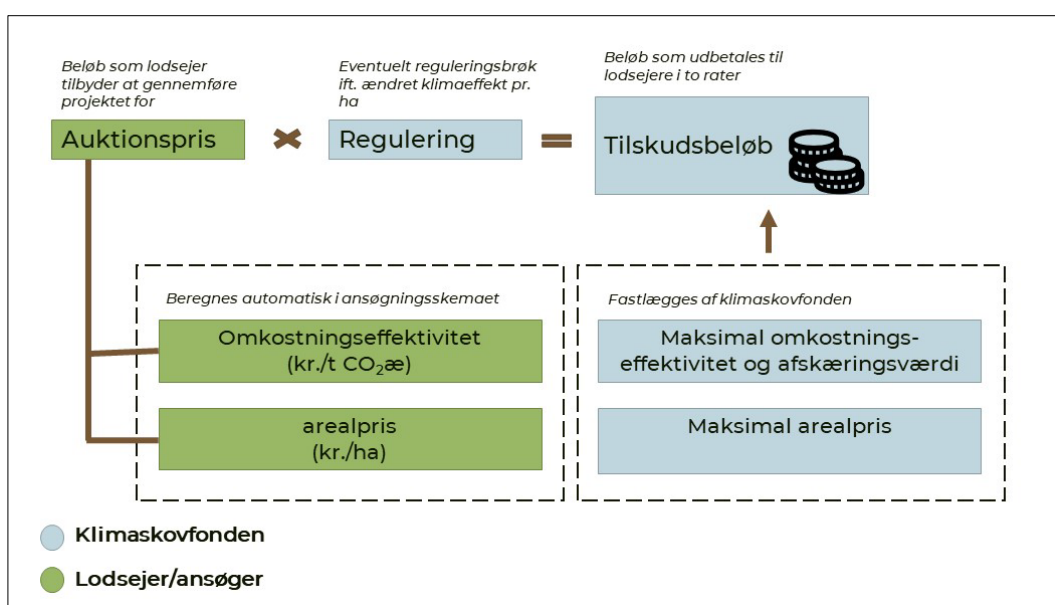 Beløb som lodsejer
tilbyder at gennemføre
projektet for
Auktionspris
Eventuelt reguleringsbrøk
ift. ændret klimaeffekt pr.
ha
Regulering
Beløb som udbetales til
lodsejere i to rater
Tilskudsbeløb
Beregnes automatisk i ansøgningsskemaet
Omkostningseffektivitet
(kr./t CO₂æ)
arealpris
(kr./ha)
Fastlægges af klimaskovfonden
Maksimal omkostnings-
effektivitet og afskæringsværdi
Maksimal arealpris
Klimaskovfonden
Lodsejer/ansøger